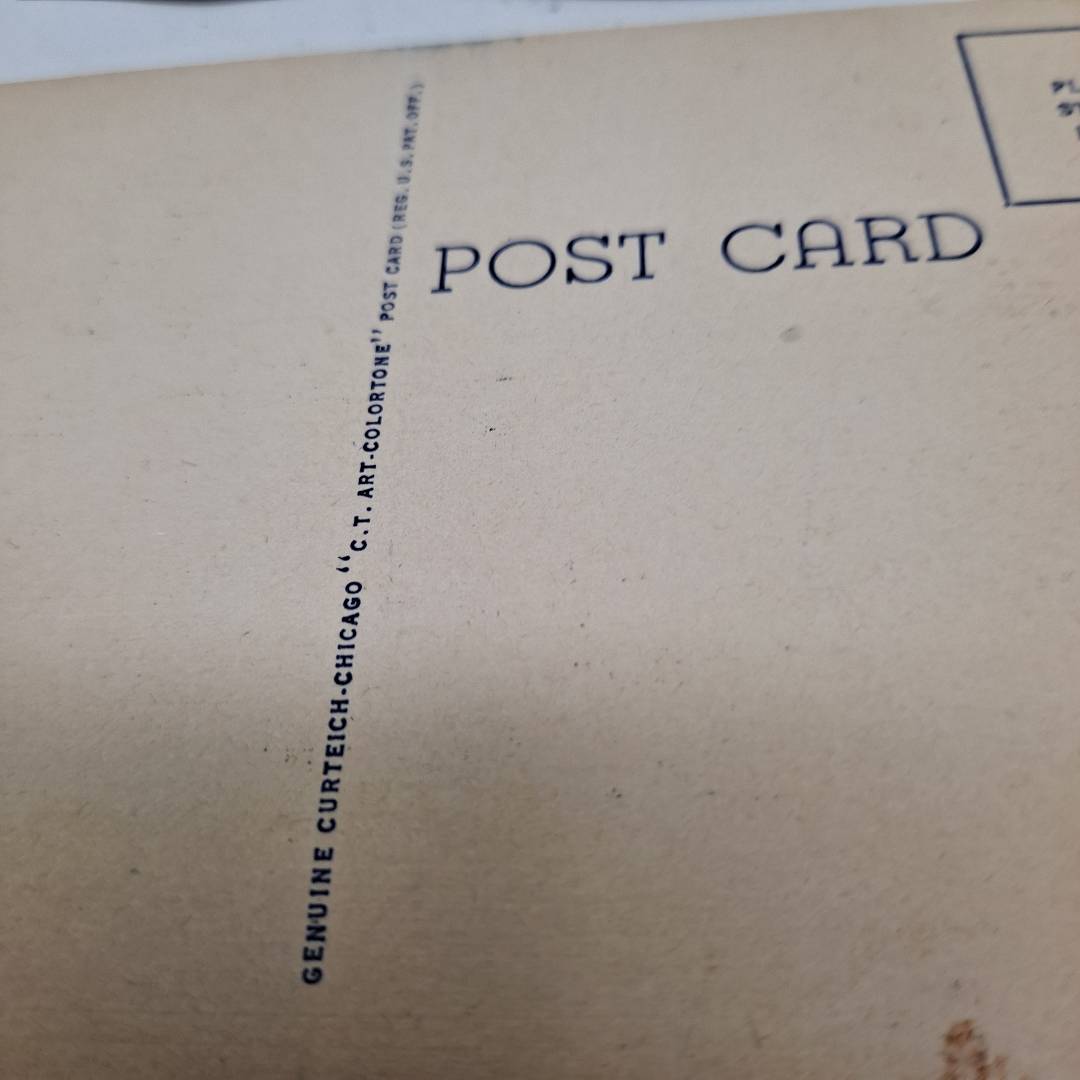 POST CARD
GENUINE CURTEICH-CHICAGO “C.T. ART-COLORTONE” POST CARD (REG. U.S. PAT. OFF.)